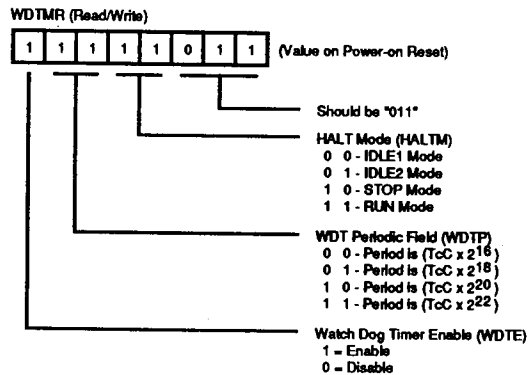 WDTMR (Read/Write)
1 1 1 1 1 0 1 1 (Value on Power-on Reset)
Should be "011"
HALT Mode (HALTM)
0 0 - IDLE1 Mode
0 1 - IDLE2 Mode
1 0 - STOP Mode
1 1 - RUN Mode
WDT Periodic Field (WDTP)
0 0 - Period is (TcC x 2^16)
0 1 - Period is (TcC x 2^18)
1 0 - Period is (TcC x 2^20)
1 1 - Period is (TcC x 2^22)
Watch Dog Timer Enable (WDTE)
1 = Enable
0 = Disable